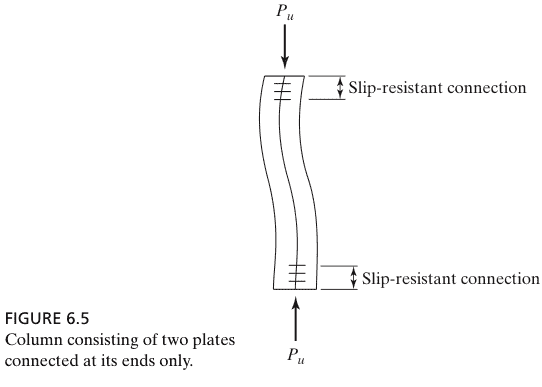 P_u
Slip-resistant connection
Slip-resistant connection
FIGURE 6.5
Column consisting of two plates
connected at its ends only.
P_u